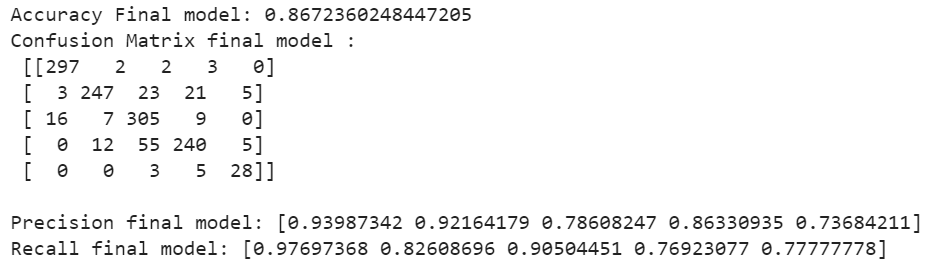 Accuracy Final model: 0.8672360248447205
Confusion Matrix final model :
[[297 2 2 3 0]
[ 3 247 23 21 5]
[ 16 7 305 9 0]
[ 0 12 55 240 5]
[ 0 0 3 5 28]]
Precision final model: [0.93987342 0.92164179 0.78608247 0.86330935 0.73684211]
Recall final model: [0.97697368 0.82608696 0.90504451 0.76923077 0.77777778]